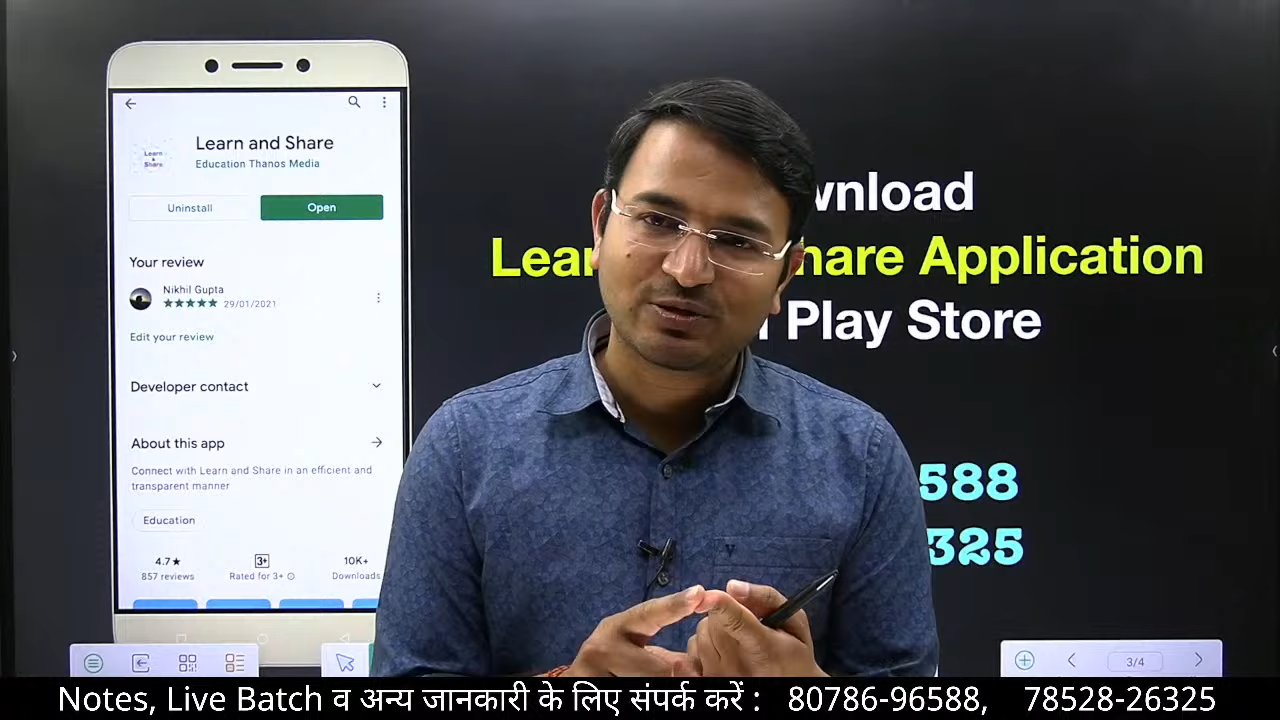 Learn and Share
Education Thanos Media
Learn
&
Share
Uninstall
Open
Your review
Nikhil Gupta
★★★★★ 29/01/2021
Edit your review
Developer contact
About this app
Connect with Learn and Share in an efficient and
transparent manner
Education
4.7★
857 reviews
3+
Rated for 3+
10K+
Downloads
wnload
Lear hare Application
Play Store
588
325
3/4
Notes, Live Batch व अन्य जानकारी के लिए संपर्क करें : 80786-96588, 78528-26325